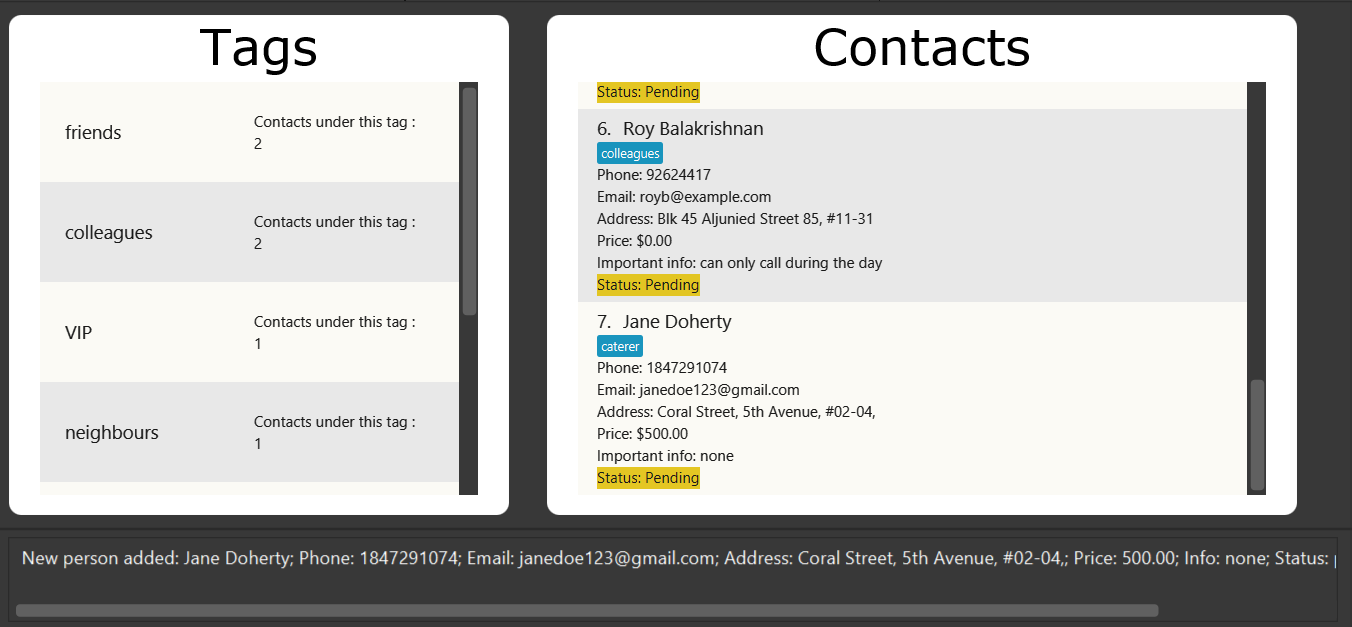 Tags
friends
Contacts under this tag :
2
colleagues
Contacts under this tag :
2
VIP
Contacts under this tag :
1
neighbours
Contacts under this tag :
1
Contacts
Status: Pending
6. Roy Balakrishnan
colleagues
Phone: 92624417
Email: royb@example.com
Address: Blk 45 Aljunied Street 85, #11-31
Price: $0.00
Important info: can only call during the day
Status: Pending
7. Jane Doherty
caterer
Phone: 1847291074
Email: janedoe123@gmail.com
Address: Coral Street, 5th Avenue, #02-04,
Price: $500.00
Important info: none
Status: Pending
New person added: Jane Doherty; Phone: 1847291074; Email: janedoe123@gmail.com; Address: Coral Street, 5th Avenue, #02-04,; Price: 500.00; Info: none; Status: